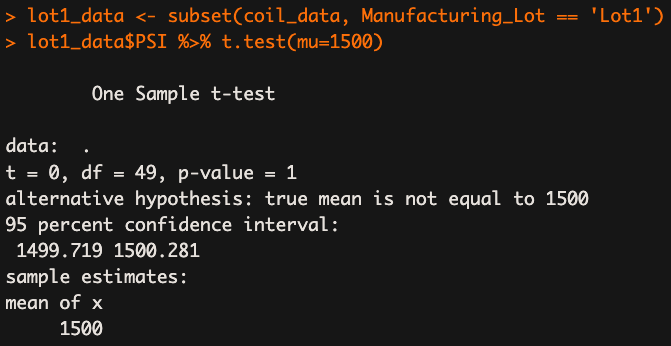 > lot1_data <- subset(coil_data, Manufacturing_Lot == 'Lot1')
> lot1_data$PSI %>% t.test(mu=1500)
One Sample t-test
data:  .
t = 0, df = 49, p-value = 1
alternative hypothesis: true mean is not equal to 1500
95 percent confidence interval:
1499.719 1500.281
sample estimates:
mean of x
1500